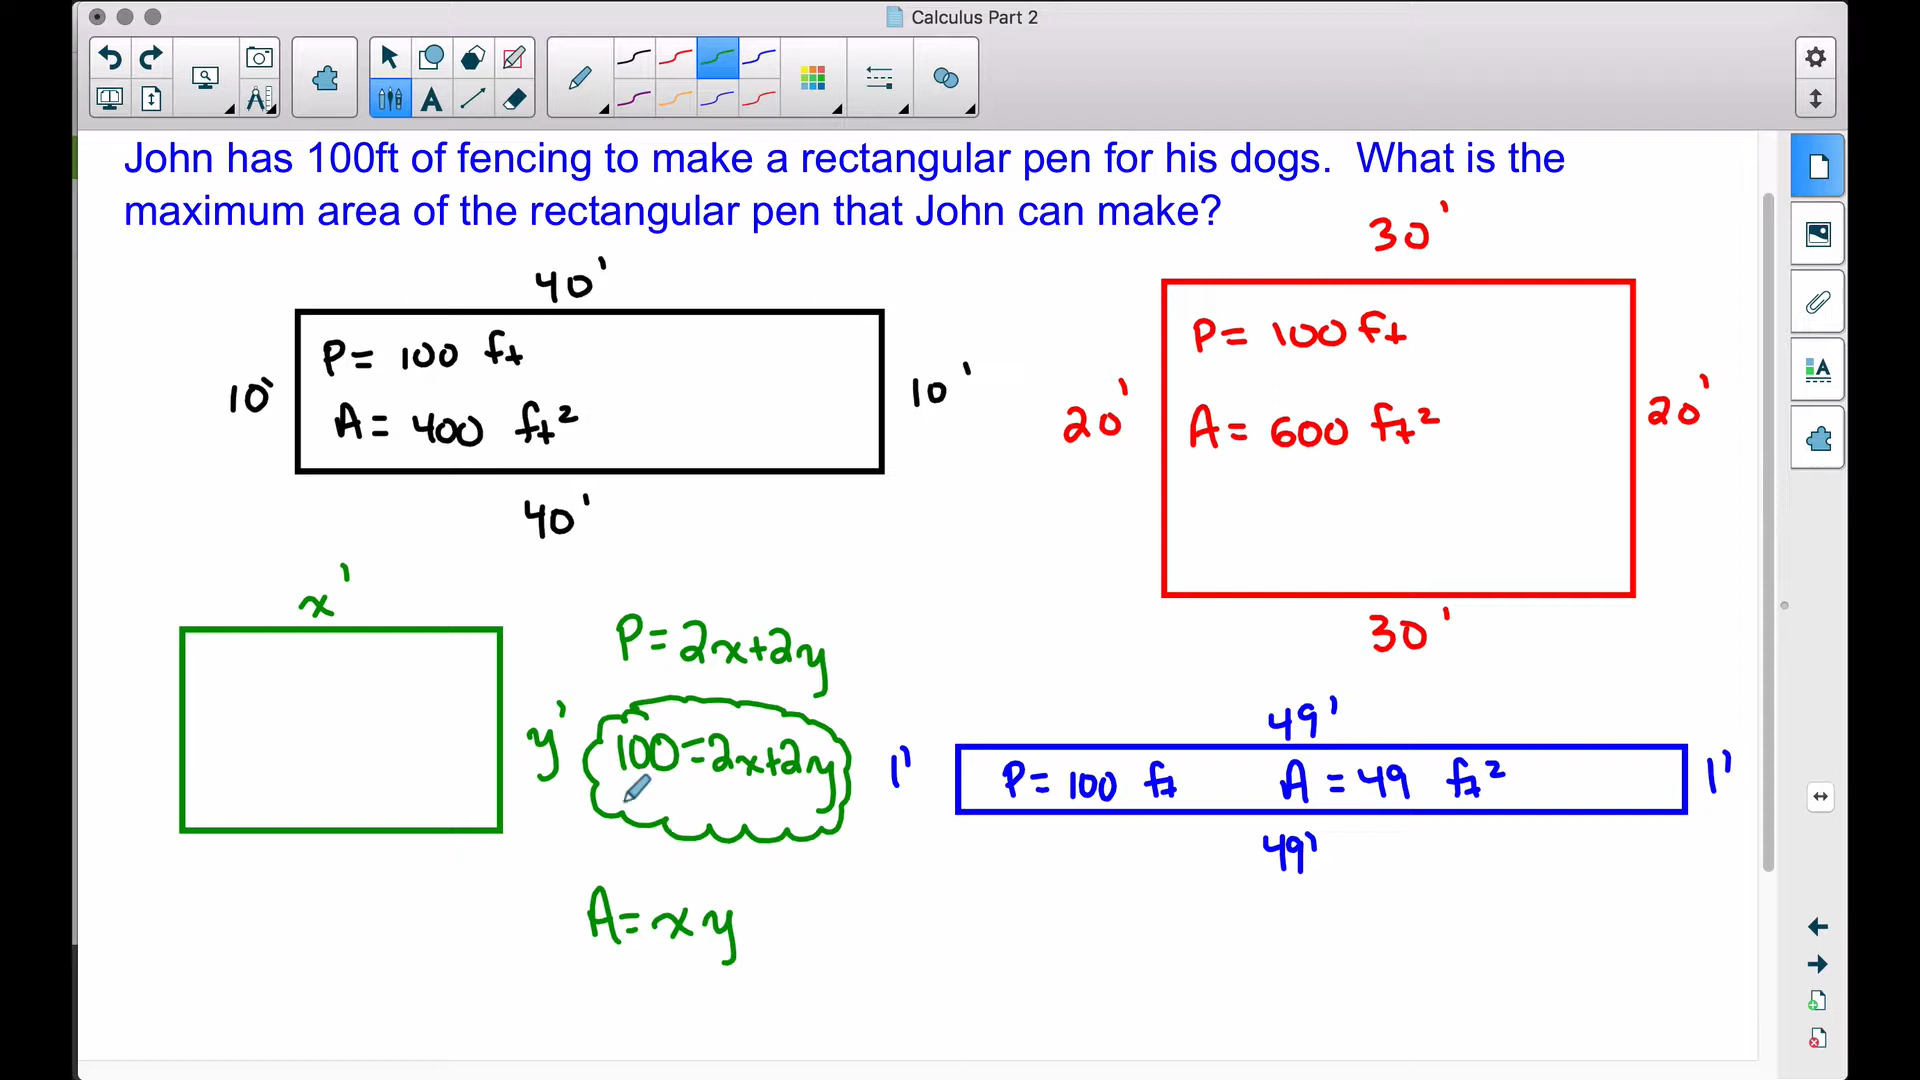 Calculus Part 2
John has 100ft of fencing to make a rectangular pen for his dogs. What is the
maximum area of the rectangular pen that John can make?
40'
10'
P= 100 ft
A= 400 ft²
10'
40'
30'
20'
P= 100 ft
A= 600 ft²
20'
30'
x'
y'
P=2x+2y
100=2x+2y
A=xy
49'
1'
P= 100 ft A=49 ft²
1'
49'